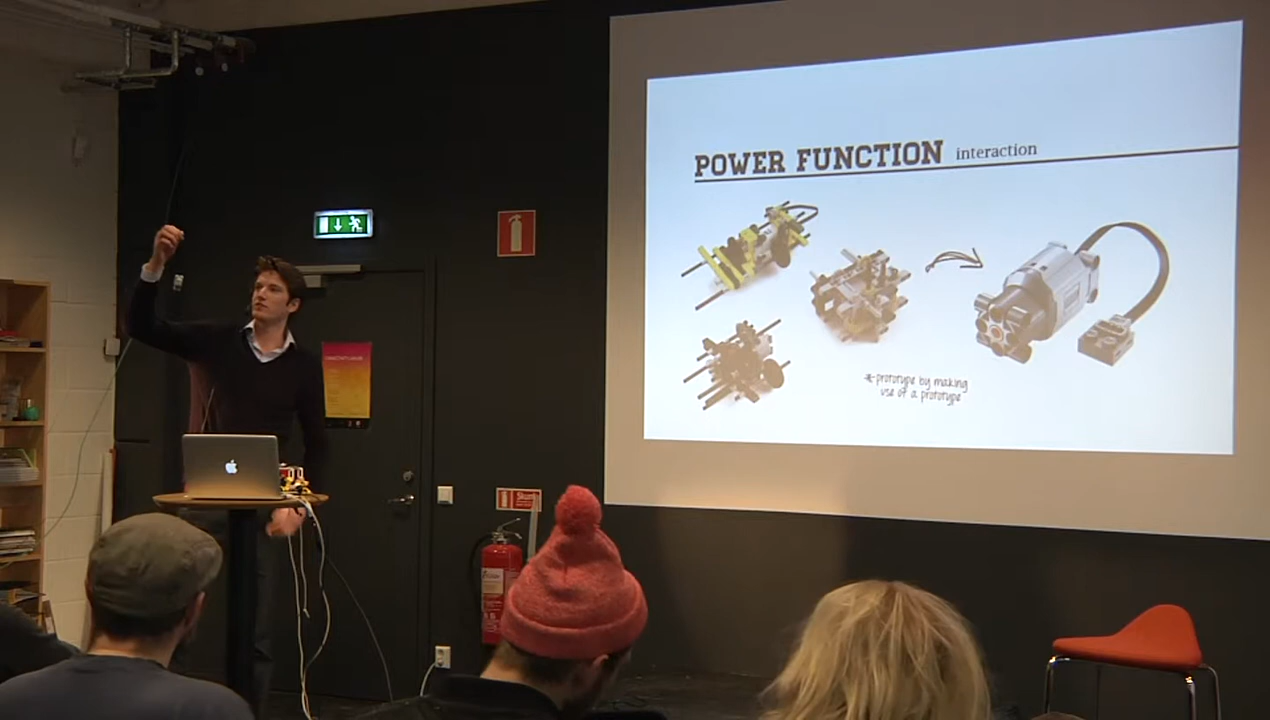 POWER FUNCTION interaction
prototype by making
use of a prototype